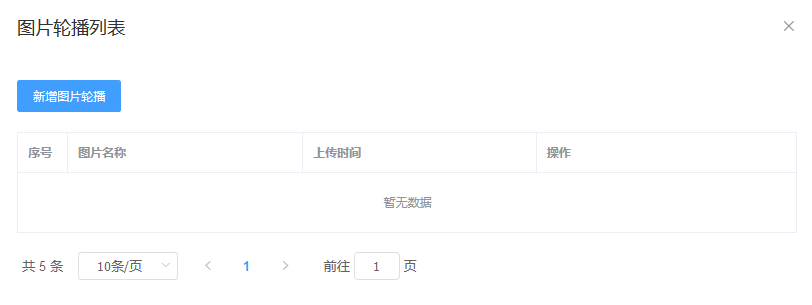 图片轮播列表
新增图片轮播
序号 图片名称 上传时间 操作
暂无数据
共 5 条 10条/页 1 前往 1 页